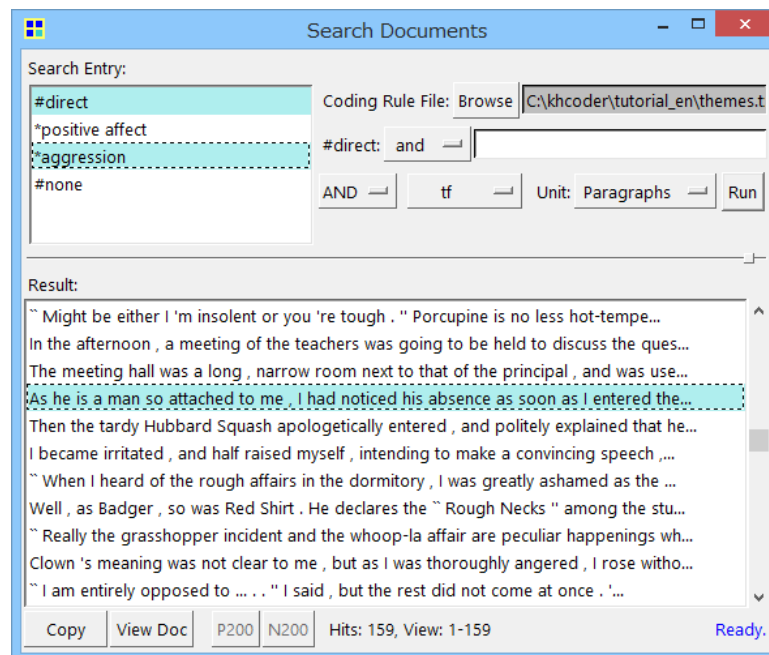 Search Documents
Search Entry:
#direct
*positive affect
*aggression
#none
Coding Rule File: Browse C:\khcoder\tutorial_en\themes.t
#direct: and
AND tf Unit: Paragraphs Run
Result:
`` Might be either I 'm insolent or you 're tough . '' Porcupine is no less hot-tempe...
In the afternoon , a meeting of the teachers was going to be held to discuss the ques...
The meeting hall was a long , narrow room next to that of the principal , and was use...
As he is a man so attached to me , I had noticed his absence as soon as I entered the...
Then the tardy Hubbard Squash apologetically entered , and politely explained that he...
I became irritated , and half raised myself , intending to make a convincing speech ,...
`` When I heard of the rough affairs in the dormitory , I was greatly ashamed as the ...
Well , as Badger , so was Red Shirt . He declares the `` Rough Necks '' among the stu...
`` Really the grasshopper incident and the whoop-la affair are peculiar happenings wh...
Clown 's meaning was not clear to me , but as I was thoroughly angered , I rose witho...
`` I am entirely opposed to ... . . '' I said , but the rest did not come at once . '...
Copy View Doc P200 N200 Hits: 159, View: 1-159 Ready.